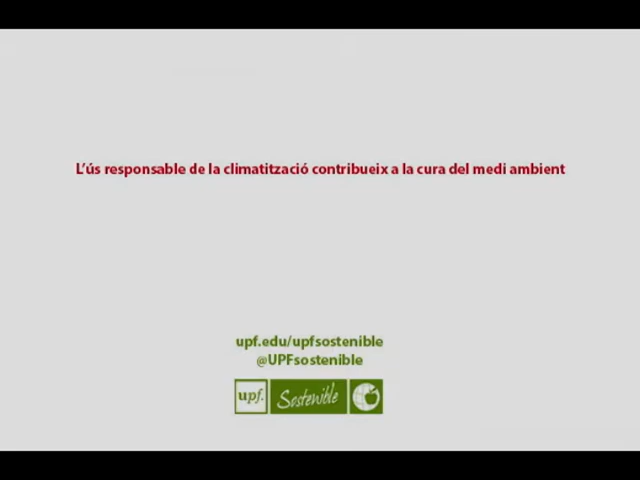 L'ús responsable de la climatització contribueix a la cura del medi ambient
upf.edu/upfsostenible
@UPFsostenible
upf. Sostenible